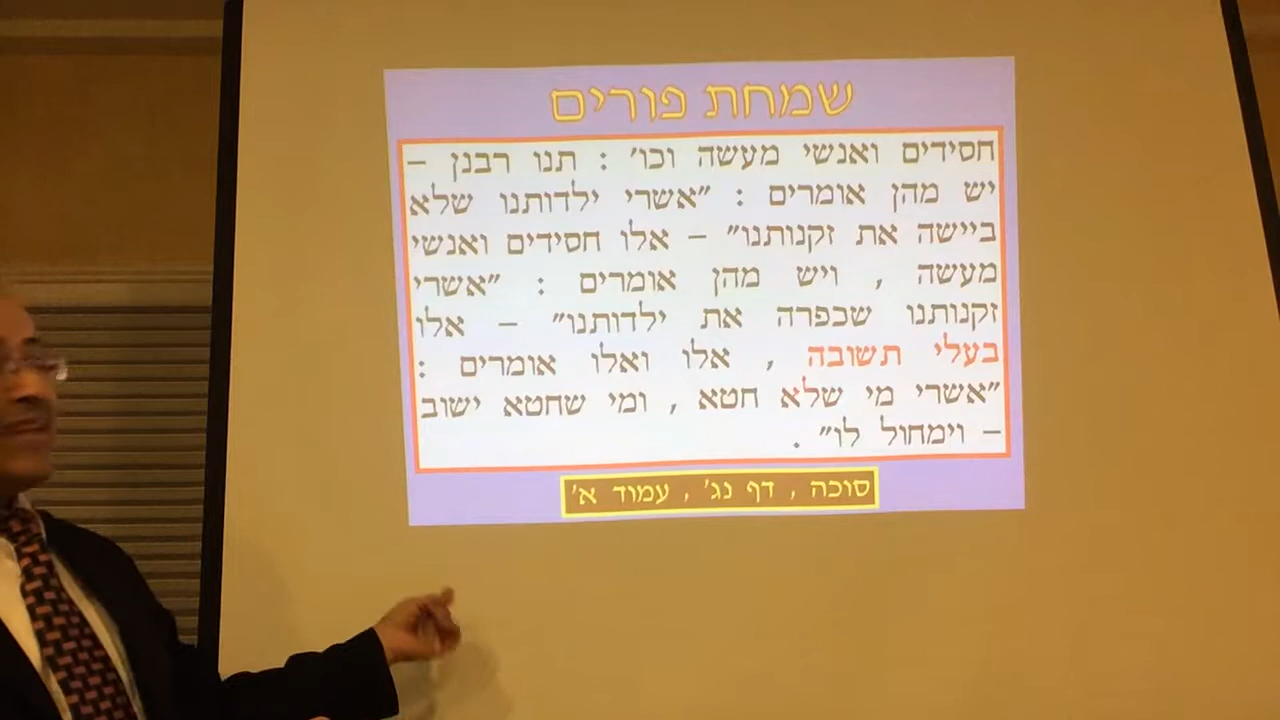 שמחת פורים
חסידים ואנשי מעשה וכו' : תנו רבנן –
יש מהן אומרים : "אשרי ילדותנו שלא
ביישה את זקנותנו" – אלו חסידים ואנשי
מעשה , ויש מהן אומרים : "אשרי
זקנותנו שכפרה את ילדותנו" – אלו
בעלי תשובה , אלו ואלו אומרים :
"אשרי מי שלא חטא , ומי שחטא ישוב
– וימחול לו" .
סוכה , דף נג' , עמוד א'